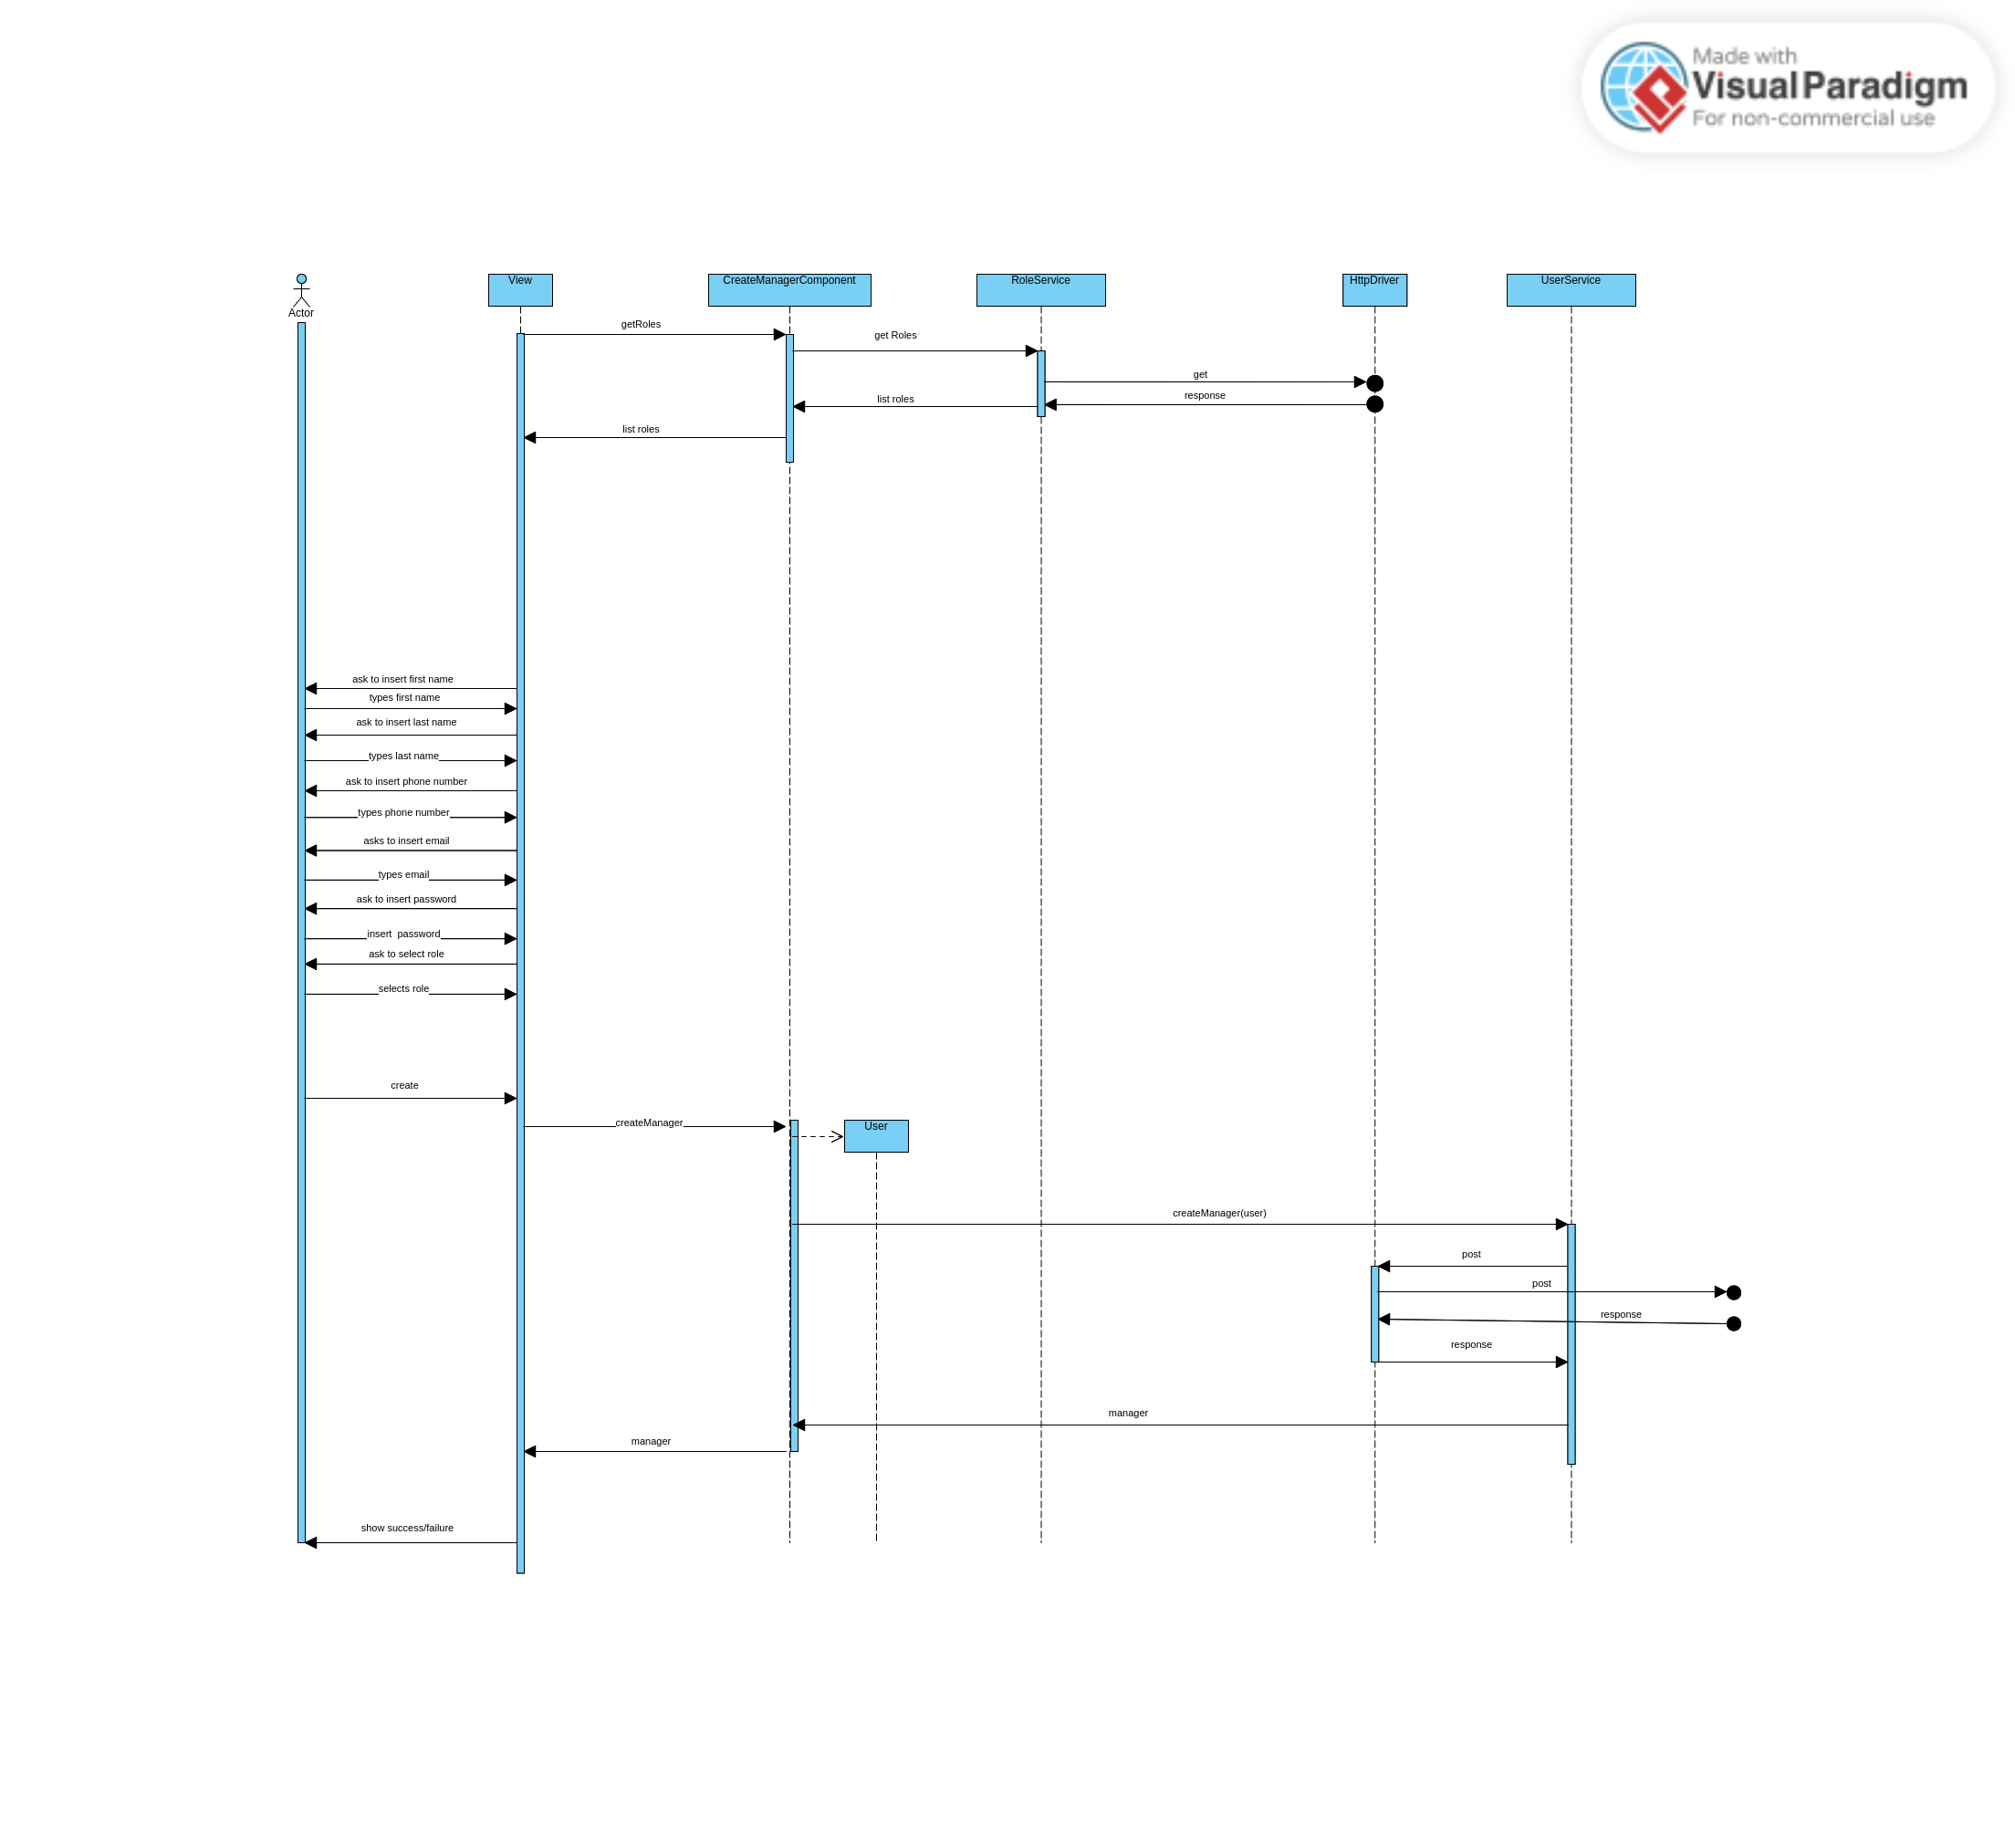 Made with
Visual Paradigm
For non-commercial use
Actor
View
CreateManagerComponent
RoleService
HttpDriver
UserService
getRoles
get Roles
get
response
list roles
list roles
ask to insert first name
types first name
ask to insert last name
types last name
ask to insert phone number
types phone number
asks to insert email
types email
ask to insert password
insert  password
ask to select role
selects role
create
createManager
User
createManager(user)
post
post
response
response
manager
manager
show success/failure